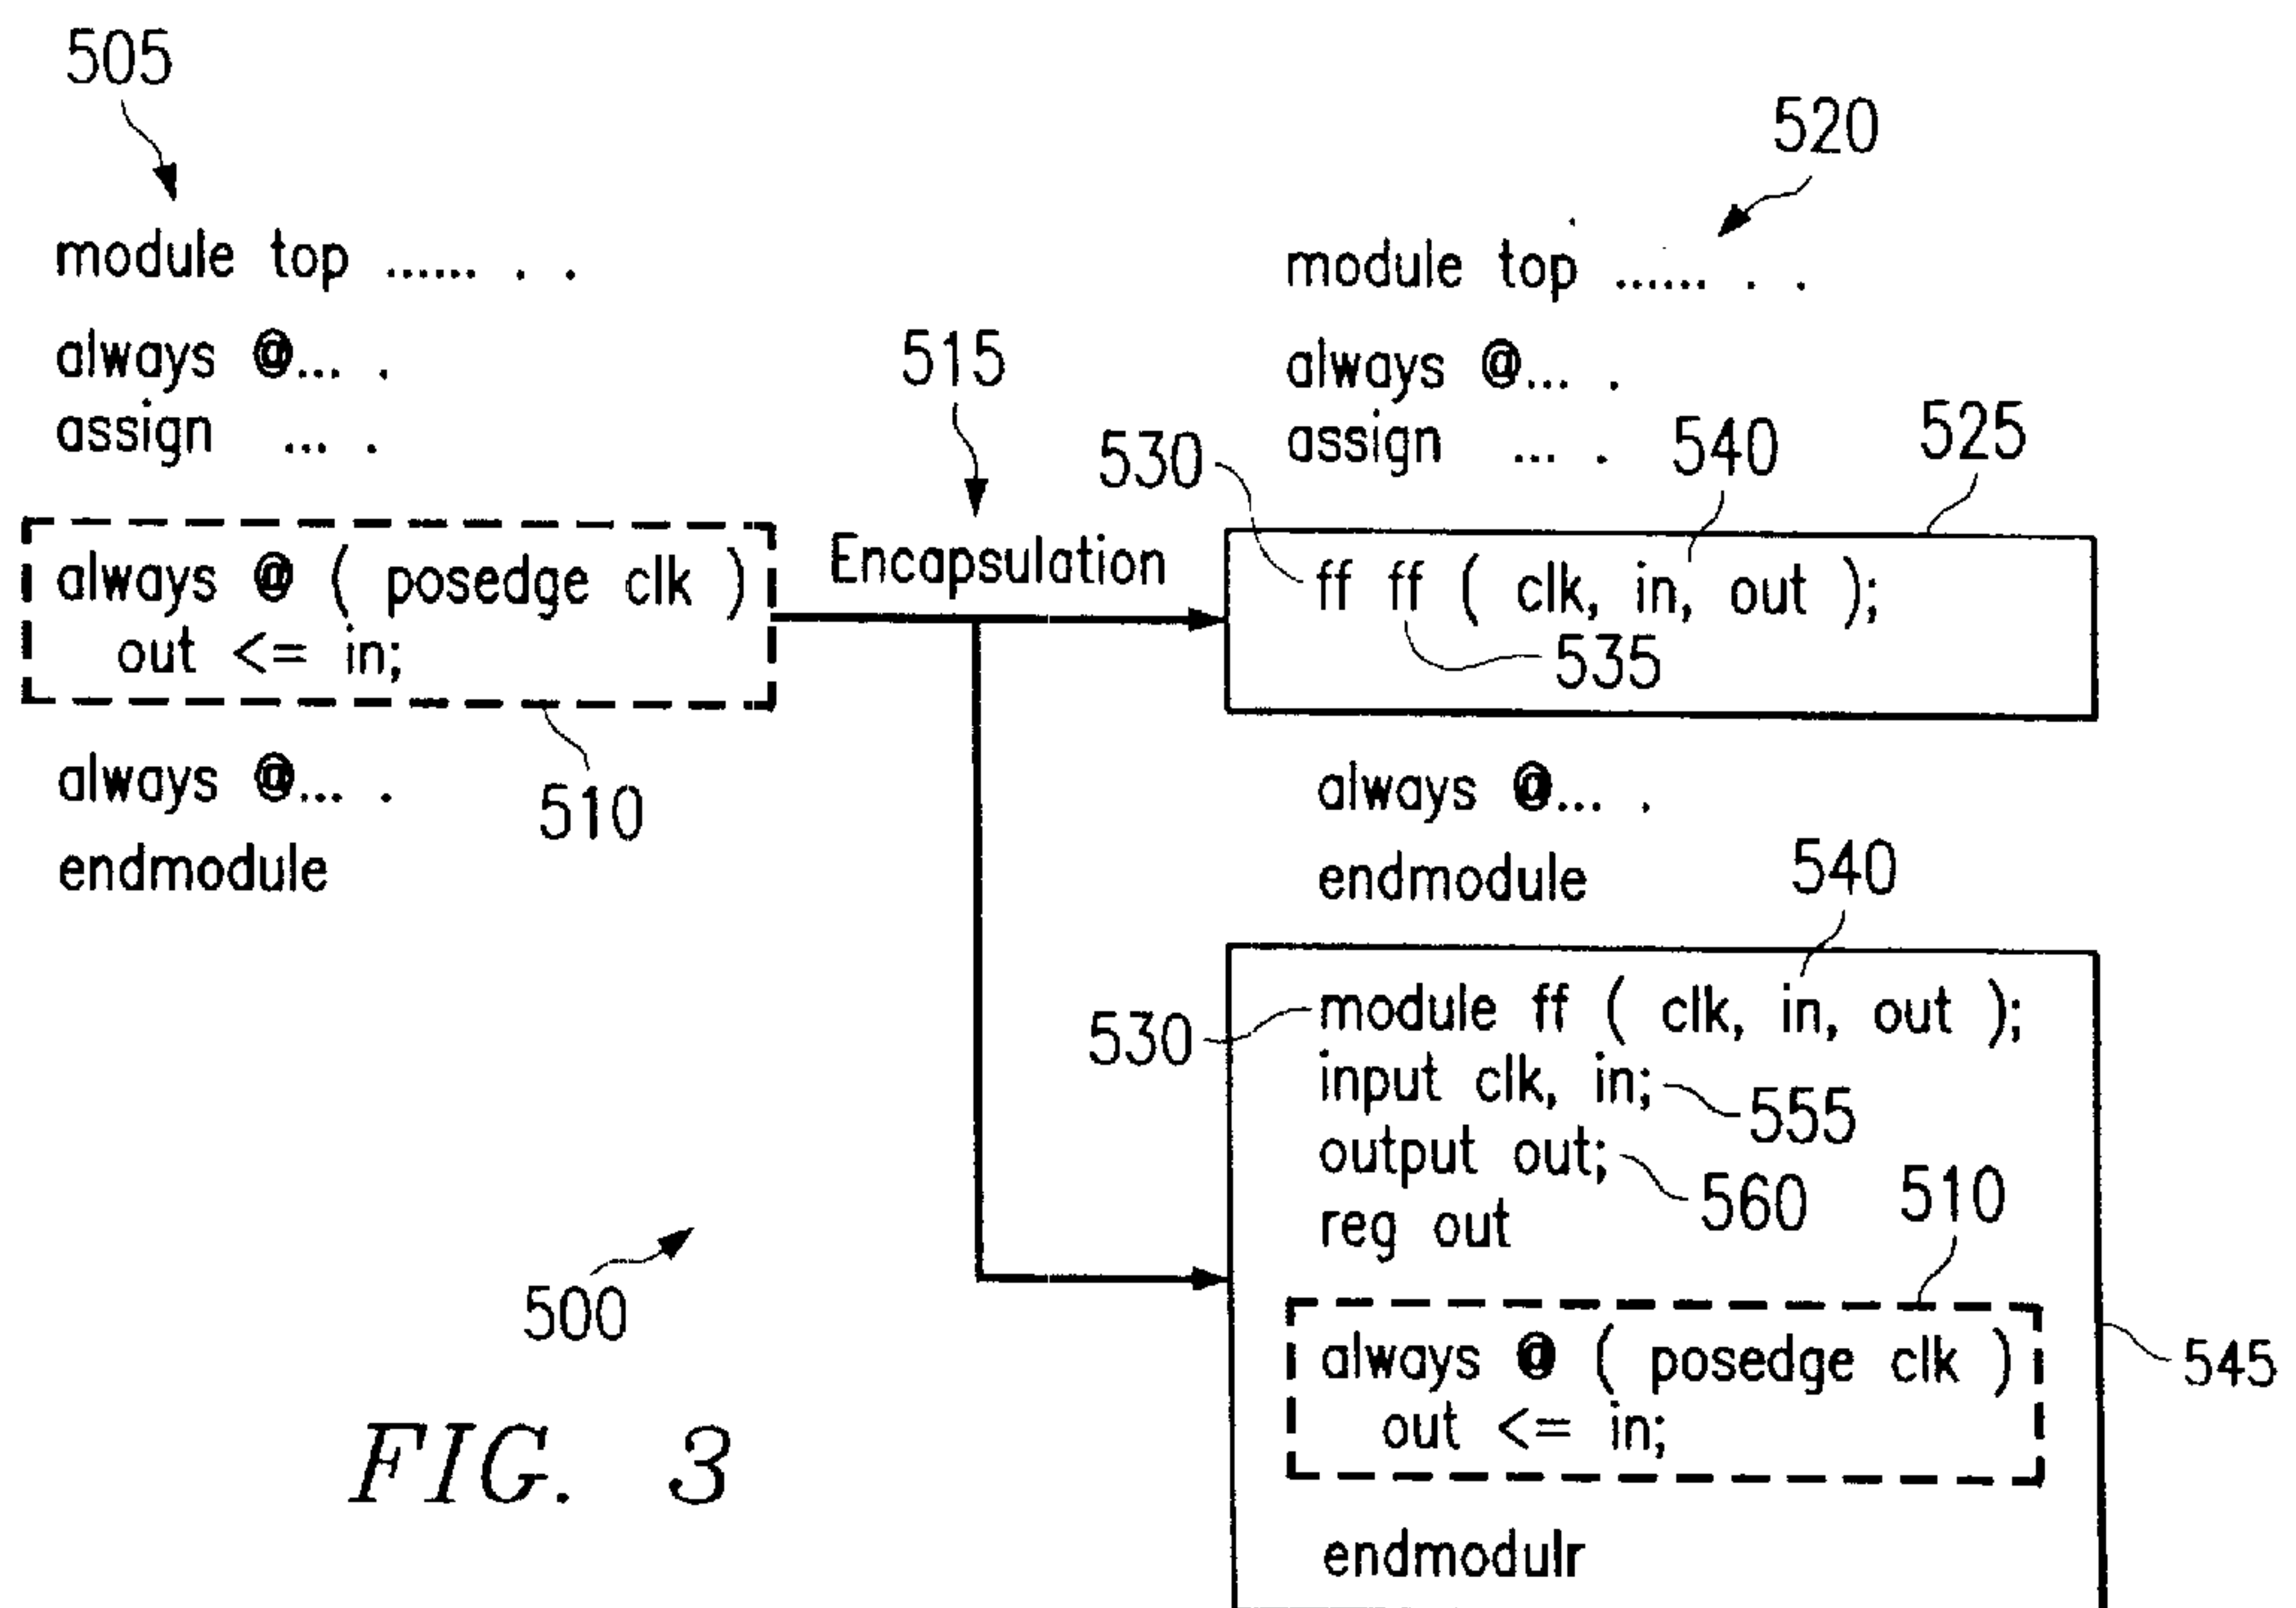 505
module top ...... . .
always @... .
assign ... .
always @ ( posedge clk )
out <= in;
510
always @... .
endmodule
515
Encapsulation
520
module top ...... . .
always @... .
assign ... .
530
540
525
ff ff ( clk, in, out );
535
always @... .
endmodule
540
530
module ff ( clk, in, out );
input clk, in;
555
output out;
560
reg out
510
always @ ( posedge clk )
out <= in;
545
endmodulr
500
FIG. 3